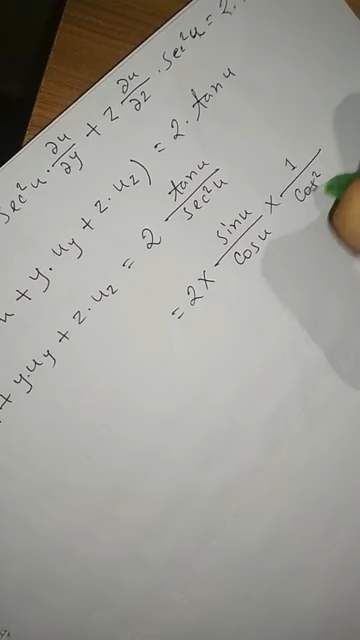 sec²u · ∂u/∂y + z ∂u/∂z · sec²u = 2 ·
+ y · uy + z · uz) = 2 · tanu
+ y · uy + z · uz = 2 tanu/sec²u
= 2 × sinu/cosu × 1/cos²